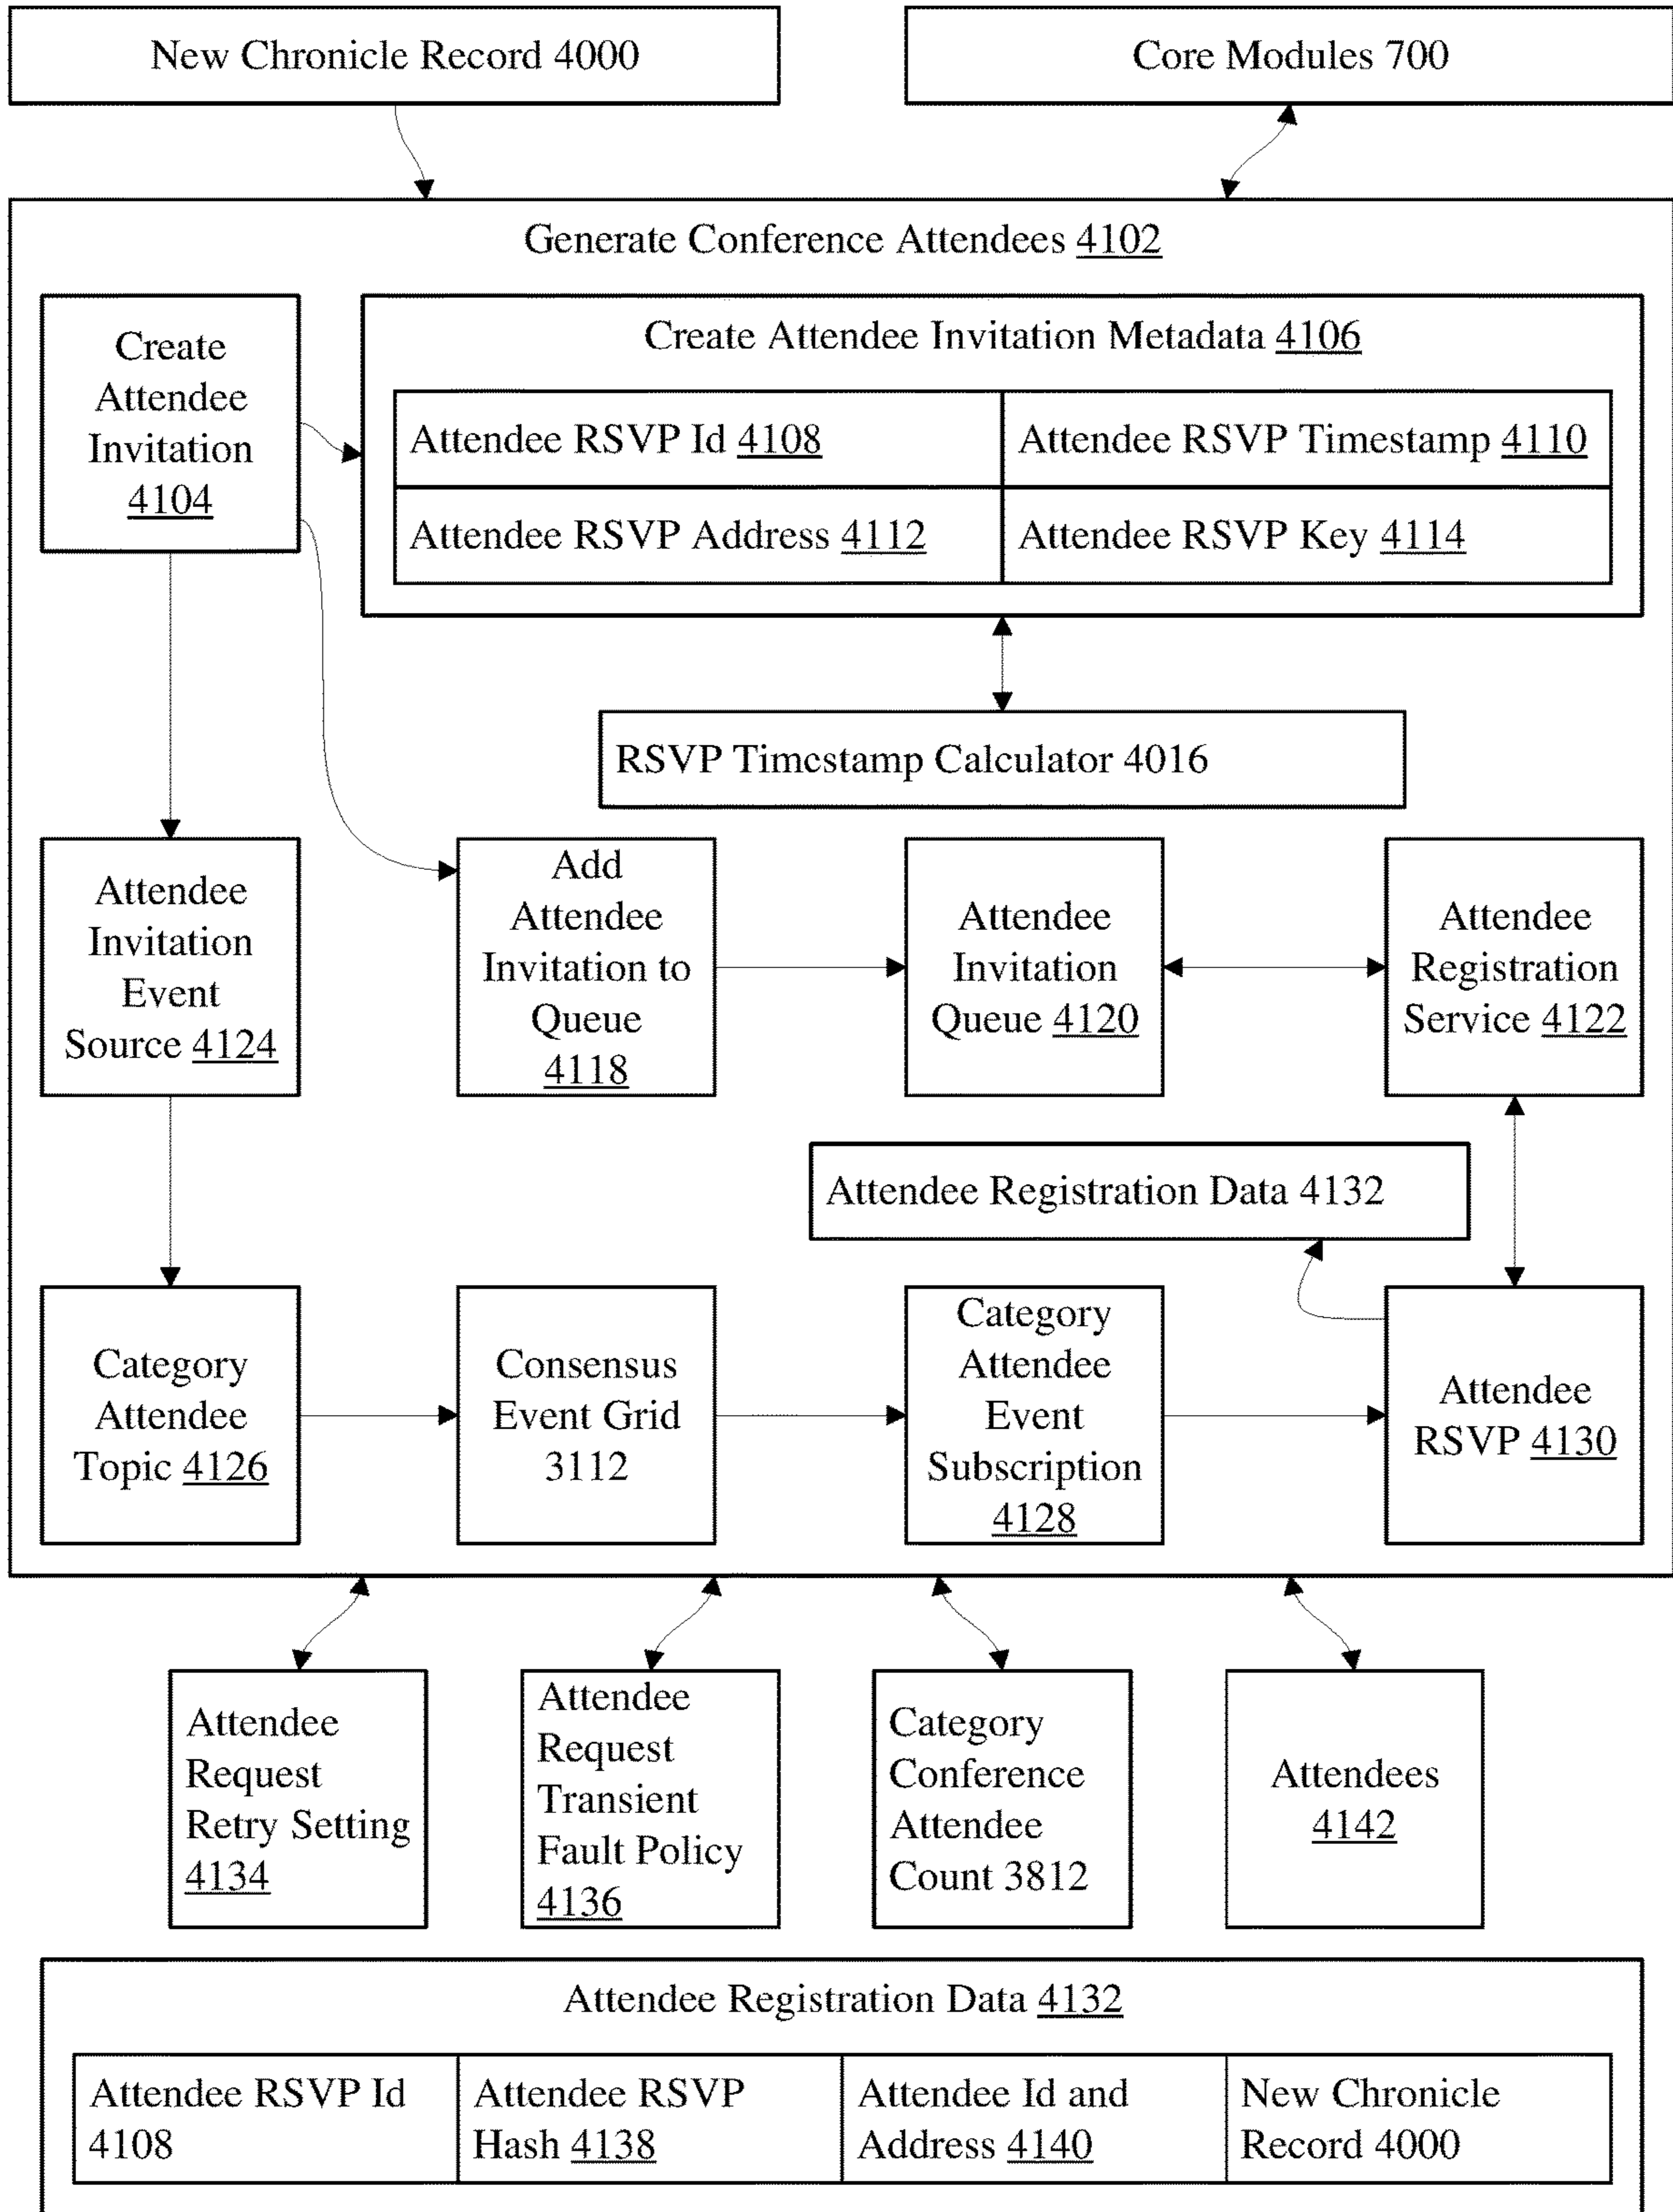 New Chronicle Record 4000
Core Modules 700
Generate Conference Attendees 4102
Create
Attendee
Invitation
4104
Create Attendee Invitation Metadata 4106
Attendee RSVP Id 4108
Attendee RSVP Timestamp 4110
Attendee RSVP Address 4112
Attendee RSVP Key 4114
RSVP Timestamp Calculator 4016
Attendee
Invitation
Event
Source 4124
Add
Attendee
Invitation to
Queue
4118
Attendee
Invitation
Queue 4120
Attendee
Registration
Service 4122
Attendee Registration Data 4132
Category
Attendee
Topic 4126
Consensus
Event Grid
3112
Category
Attendee
Event
Subscription
4128
Attendee
RSVP 4130
Attendee
Request
Retry Setting
4134
Attendee
Request
Transient
Fault Policy
4136
Category
Conference
Attendee
Count 3812
Attendees
4142
Attendee Registration Data 4132
Attendee RSVP Id
4108
Attendee RSVP
Hash 4138
Attendee Id and
Address 4140
New Chronicle
Record 4000